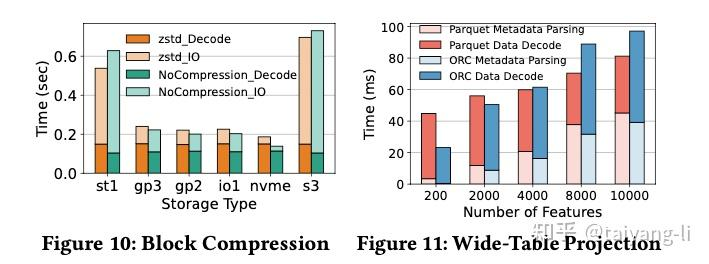 Time (sec)
0.6
0.4
0.2
0.0
zstd_Decode
zstd_IO
NoCompression_Decode
NoCompression_IO
st1 gp3 gp2 io1 nvme s3
Storage Type
Figure 10: Block Compression
Time (ms)
100
80
60
40
20
0
Parquet Metadata Parsing
Parquet Data Decode
ORC Metadata Parsing
ORC Data Decode
200 2000 4000 8000 10000
Number of Features
Figure 11: Wide-Table Projection
知乎 @taiyang-li